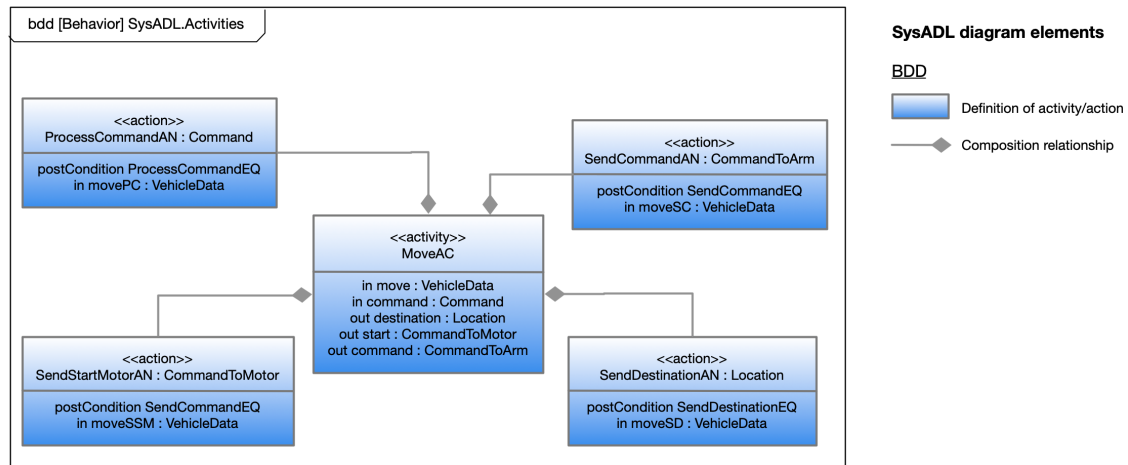 bdd [Behavior] SysADL.Activities
<<action>>
ProcessCommandAN : Command
postCondition ProcessCommandEQ
in movePC : VehicleData
<<action>>
SendCommandAN : CommandToArm
postCondition SendCommandEQ
in moveSC : VehicleData
<<activity>>
MoveAC
in move : VehicleData
in command : Command
out destination : Location
out start : CommandToMotor
out command : CommandToArm
<<action>>
SendStartMotorAN : CommandToMotor
postCondition SendCommandEQ
in moveSSM : VehicleData
<<action>>
SendDestinationAN : Location
postCondition SendDestinationEQ
in moveSD : VehicleData
SysADL diagram elements
BDD
Definition of activity/action
Composition relationship